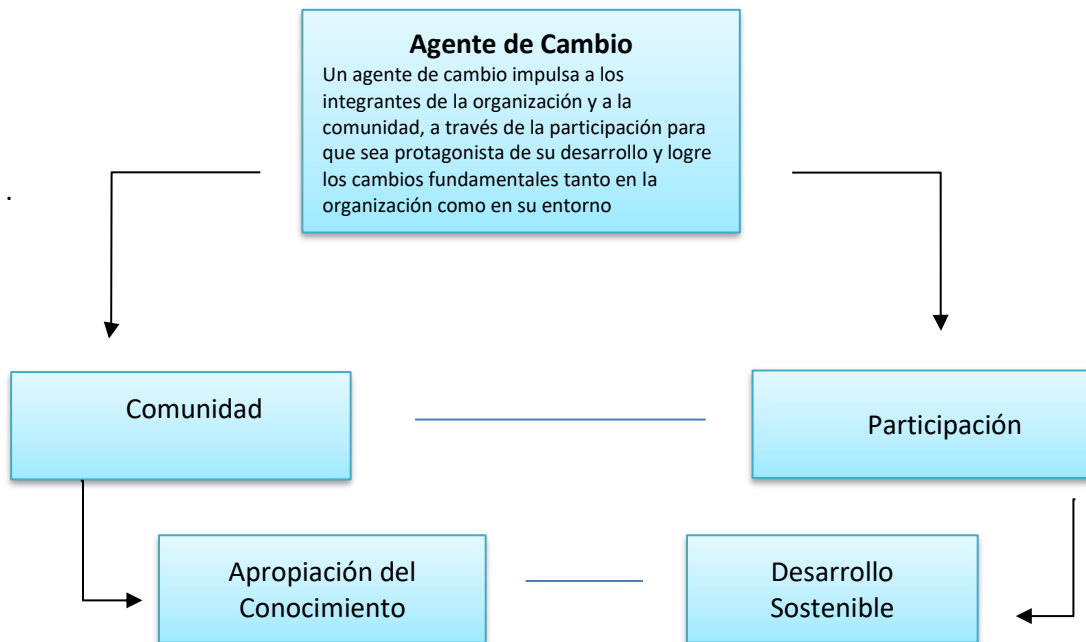 Agente de Cambio
Un agente de cambio impulsa a los
integrantes de la organización y a la
comunidad, a través de la participación para
que sea protagonista de su desarrollo y logre
los cambios fundamentales tanto en la
organización como en su entorno
.
Comunidad
Participación
Apropiación del
Conocimiento
Desarrollo
Sostenible